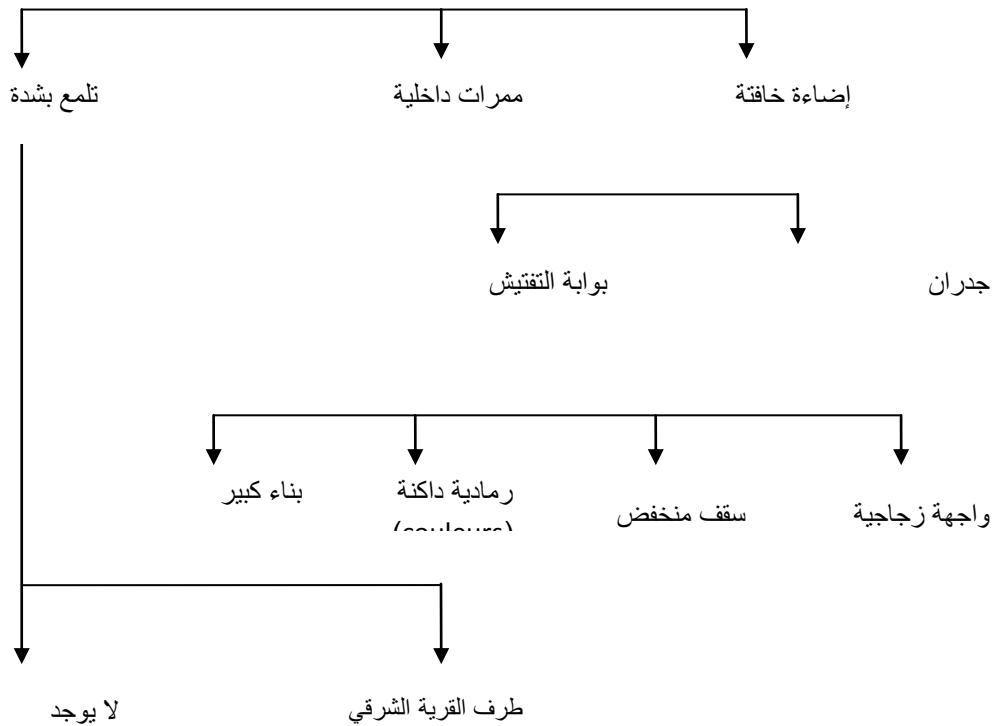 إضاءة خافتة
ممرات داخلية
تلمع بشدة
جدران
بوابة التفتيش
واجهة زجاجية
سقف منخفض
رمادية داكنة
(couleurs)
بناء كبير
طرف القرية الشرقي
لا يوجد